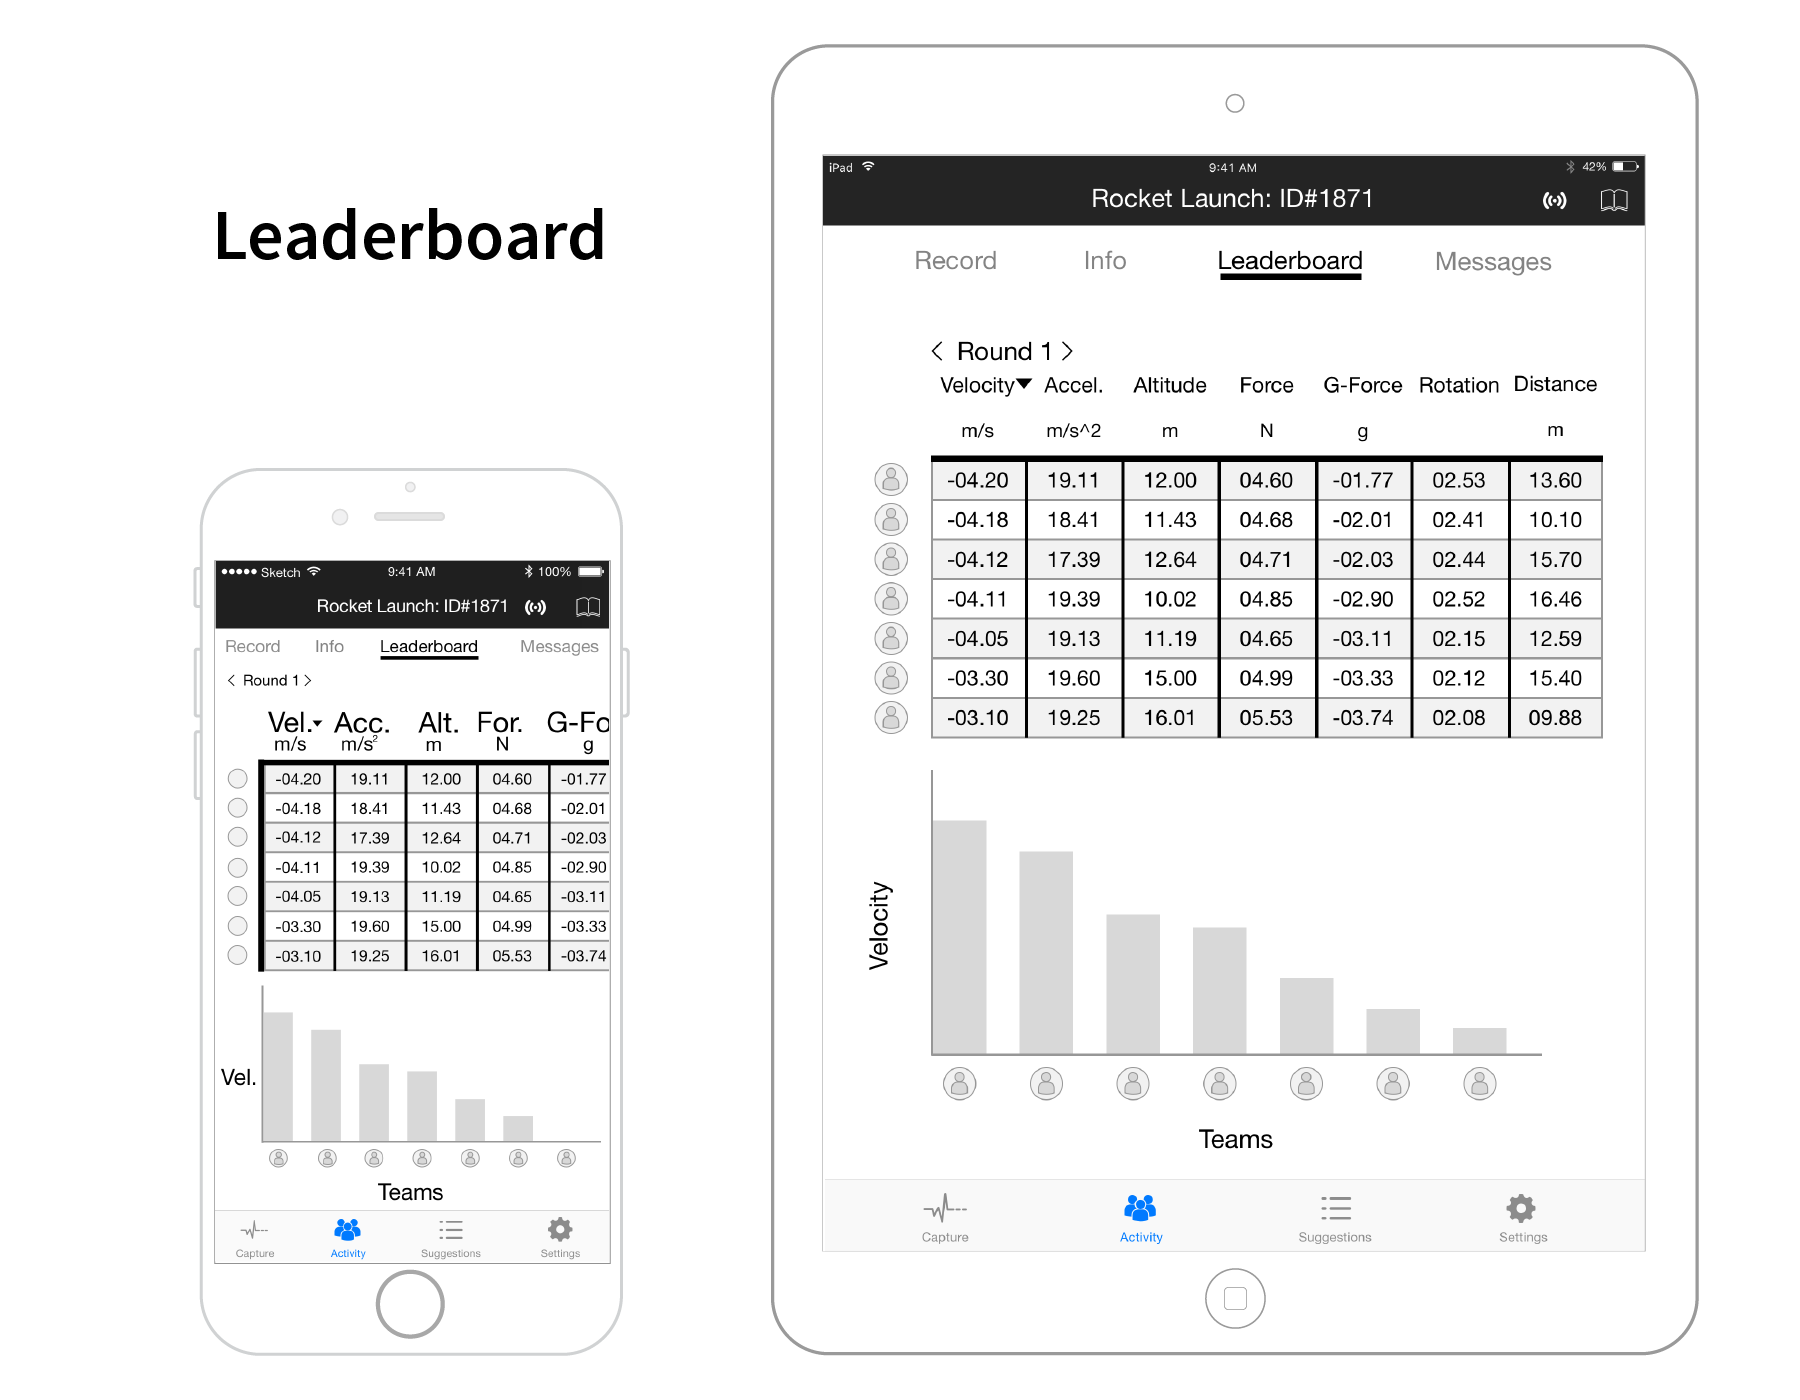 Leaderboard
●●●●● Sketch 9:41 AM 100%
Rocket Launch: ID#1871
Record Info Leaderboard Messages
< Round 1 >
Vel.▾ Acc. Alt. For. G-Fo
m/s m/s² m N g
-04.20 19.11 12.00 04.60 -01.77
-04.18 18.41 11.43 04.68 -02.01
-04.12 17.39 12.64 04.71 -02.03
-04.11 19.39 10.02 04.85 -02.90
-04.05 19.13 11.19 04.65 -03.11
-03.30 19.60 15.00 04.99 -03.33
-03.10 19.25 16.01 05.53 -03.74
Vel.
Teams
Capture Activity Suggestions Settings
iPad 9:41 AM 42%
Rocket Launch: ID#1871
Record Info Leaderboard Messages
< Round 1 >
Velocity▼ Accel. Altitude Force G-Force Rotation Distance
m/s m/s^2 m N g m
-04.20 19.11 12.00 04.60 -01.77 02.53 13.60
-04.18 18.41 11.43 04.68 -02.01 02.41 10.10
-04.12 17.39 12.64 04.71 -02.03 02.44 15.70
-04.11 19.39 10.02 04.85 -02.90 02.52 16.46
-04.05 19.13 11.19 04.65 -03.11 02.15 12.59
-03.30 19.60 15.00 04.99 -03.33 02.12 15.40
-03.10 19.25 16.01 05.53 -03.74 02.08 09.88
Velocity
Teams
Capture Activity Suggestions Settings